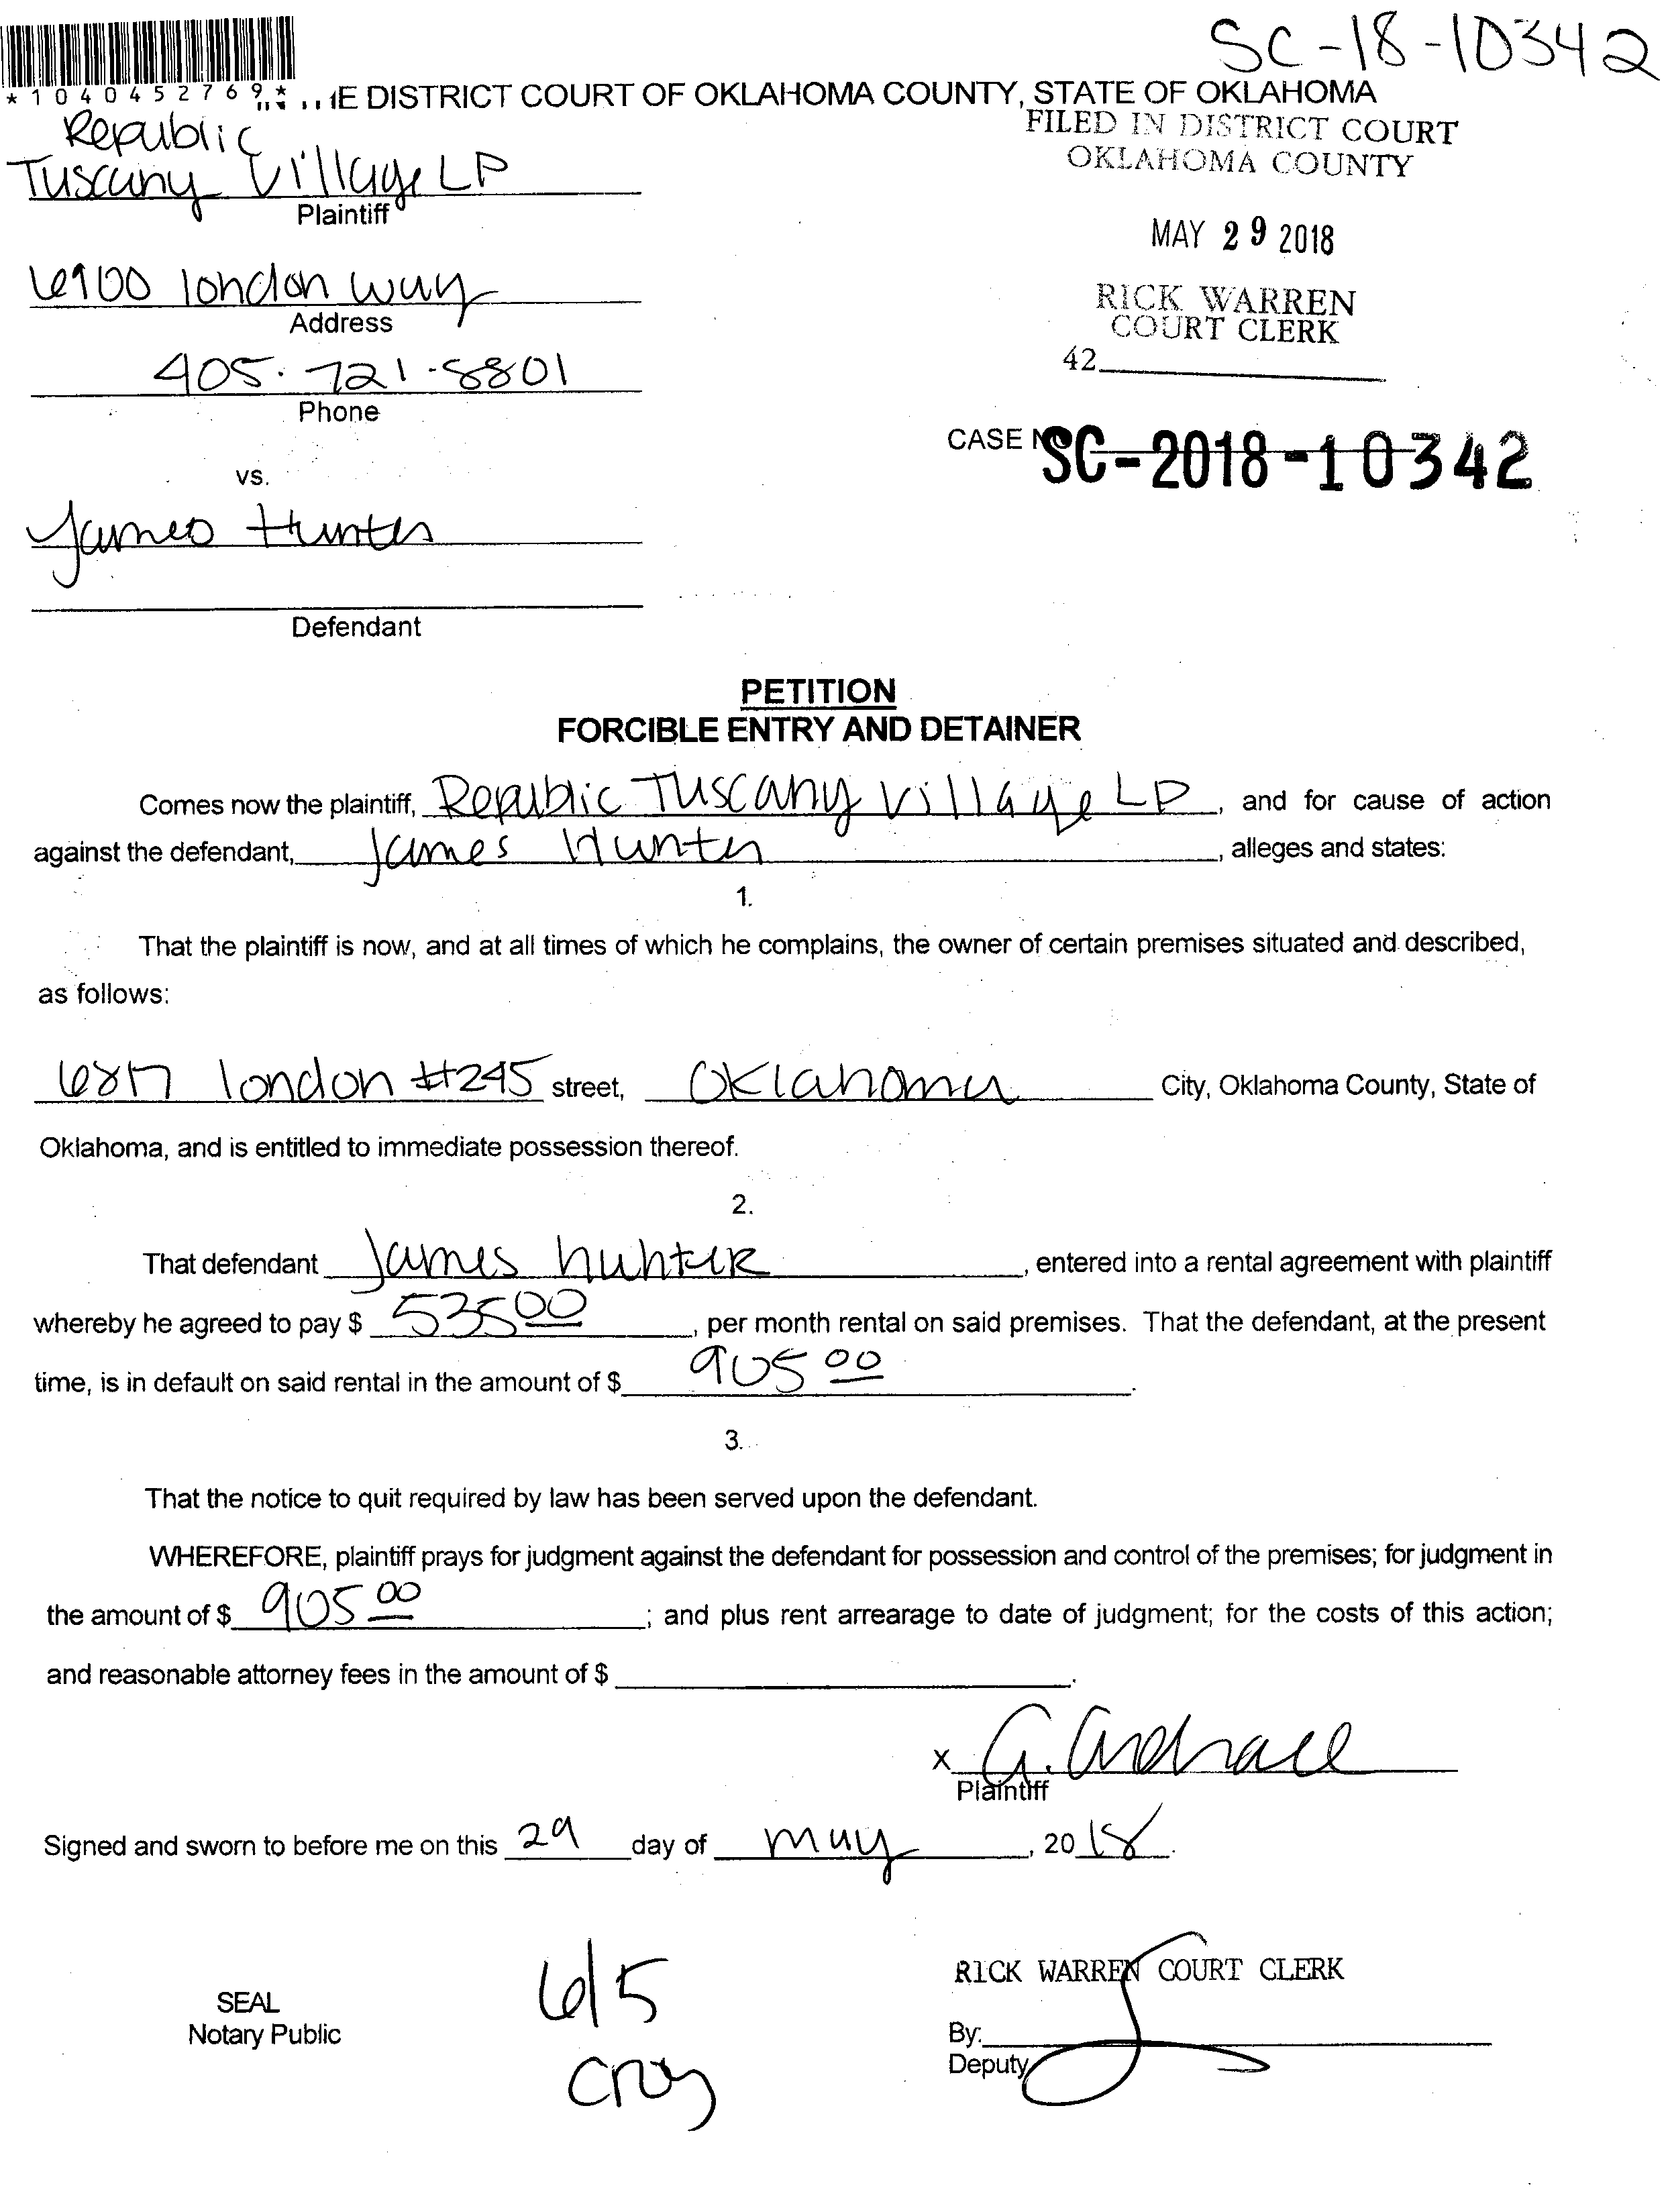 SC-18-10342
*1040452769* IE DISTRICT COURT OF OKLAHOMA COUNTY, STATE OF OKLAHOMA
FILED IN DISTRICT COURT
OKLAHOMA COUNTY
Republic
Tuscany Village LP
Plaintiff
MAY 29 2018
6900 london way
Address
RICK WARREN
COURT CLERK
405.721-8801
Phone
42
CASE NO SC-2018-10342
vs.
James Hunter
Defendant
PETITION
FORCIBLE ENTRY AND DETAINER
Comes now the plaintiff, Republic Tuscany Village LP, and for cause of action
against the defendant, James Hunter, alleges and states:
1.
That the plaintiff is now, and at all times of which he complains, the owner of certain premises situated and described,
as follows:
6817 london #245 street, Oklahoma City, Oklahoma County, State of
Oklahoma, and is entitled to immediate possession thereof.
2.
That defendant James hunter, entered into a rental agreement with plaintiff
whereby he agreed to pay $ 535 00, per month rental on said premises. That the defendant, at the present
time, is in default on said rental in the amount of $ 905 00.
3.
That the notice to quit required by law has been served upon the defendant.
WHEREFORE, plaintiff prays for judgment against the defendant for possession and control of the premises; for judgment in
the amount of $ 905 00; and plus rent arrearage to date of judgment; for the costs of this action;
and reasonable attorney fees in the amount of $ .
X
Plaintiff
Signed and sworn to before me on this 29 day of may, 2018.
RICK WARREN COURT CLERK
SEAL
Notary Public
6/5
By:
Deputy